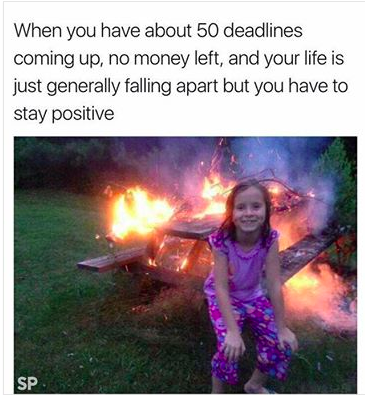 When you have about 50 deadlines
coming up, no money left, and your life is
just generally falling apart but you have to
stay positive
SP